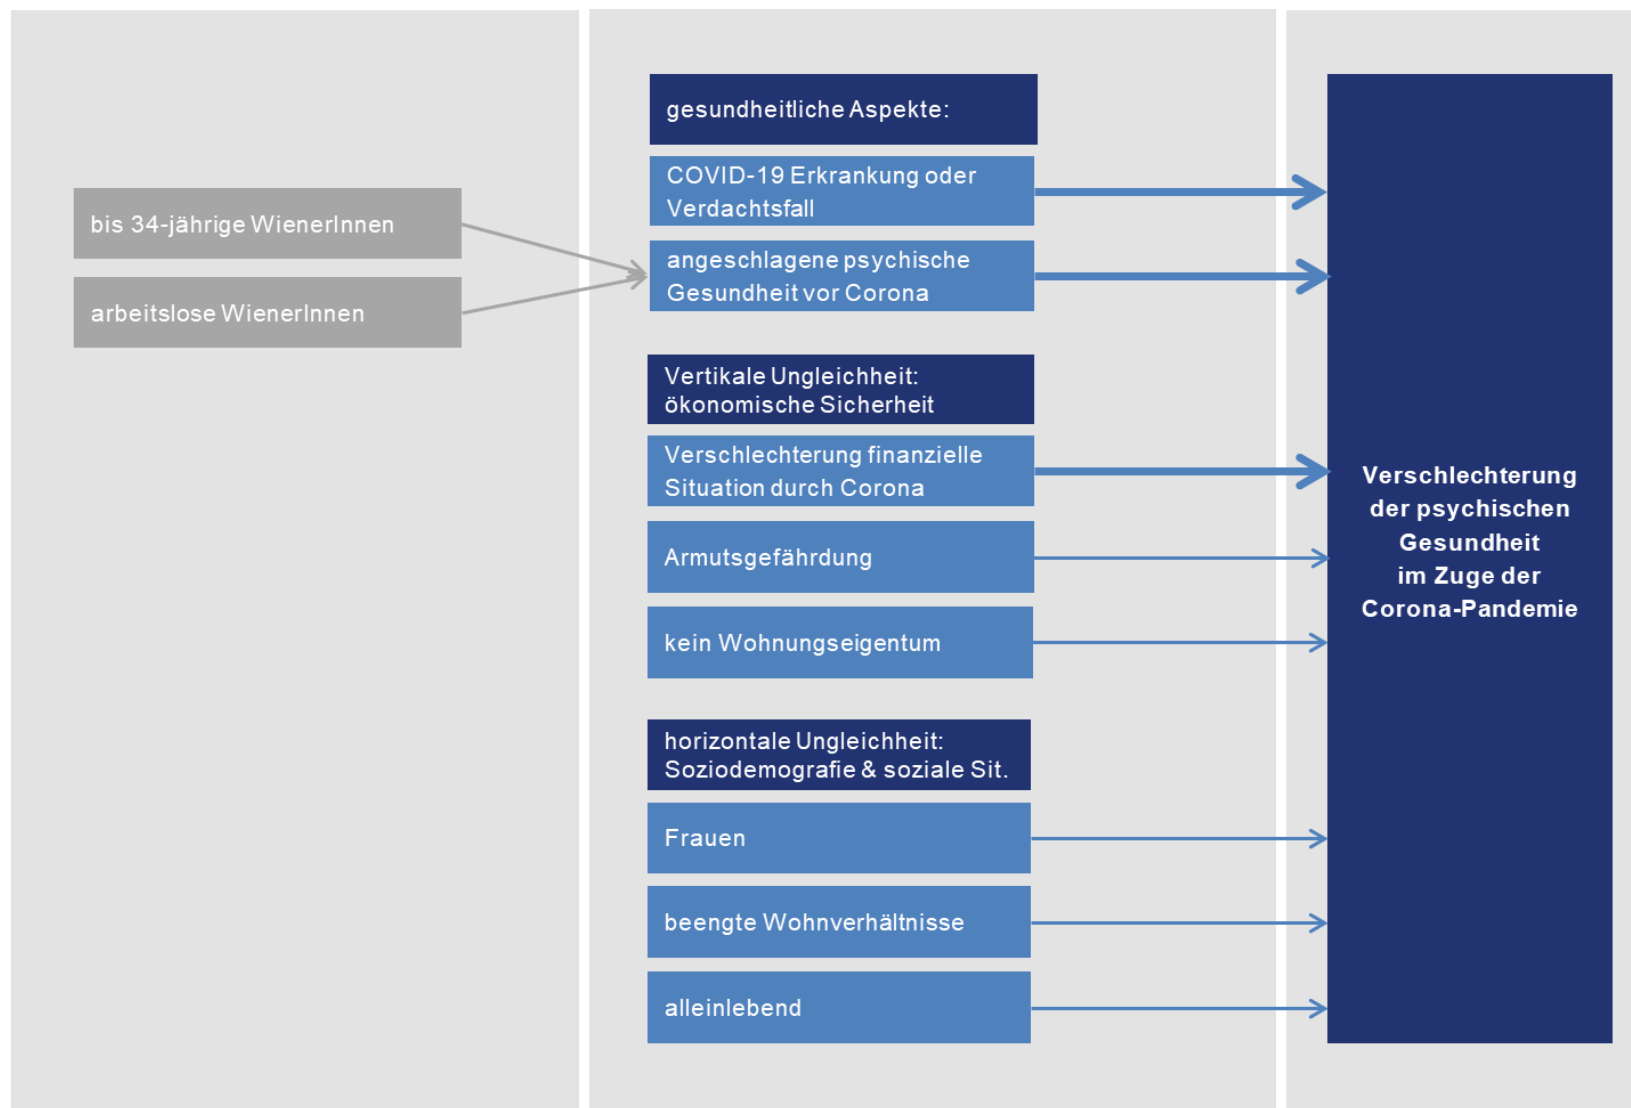 bis 34-jährige WienerInnen
arbeitslose WienerInnen
gesundheitliche Aspekte:
COVID-19 Erkrankung oder
Verdachtsfall
angeschlagene psychische
Gesundheit vor Corona
Vertikale Ungleichheit:
ökonomische Sicherheit
Verschlechterung finanzielle
Situation durch Corona
Armutsgefährdung
kein Wohnungseigentum
horizontale Ungleichheit:
Soziodemografie & soziale Sit.
Frauen
beengte Wohnverhältnisse
alleinlebend
Verschlechterung
der psychischen
Gesundheit
im Zuge der
Corona-Pandemie